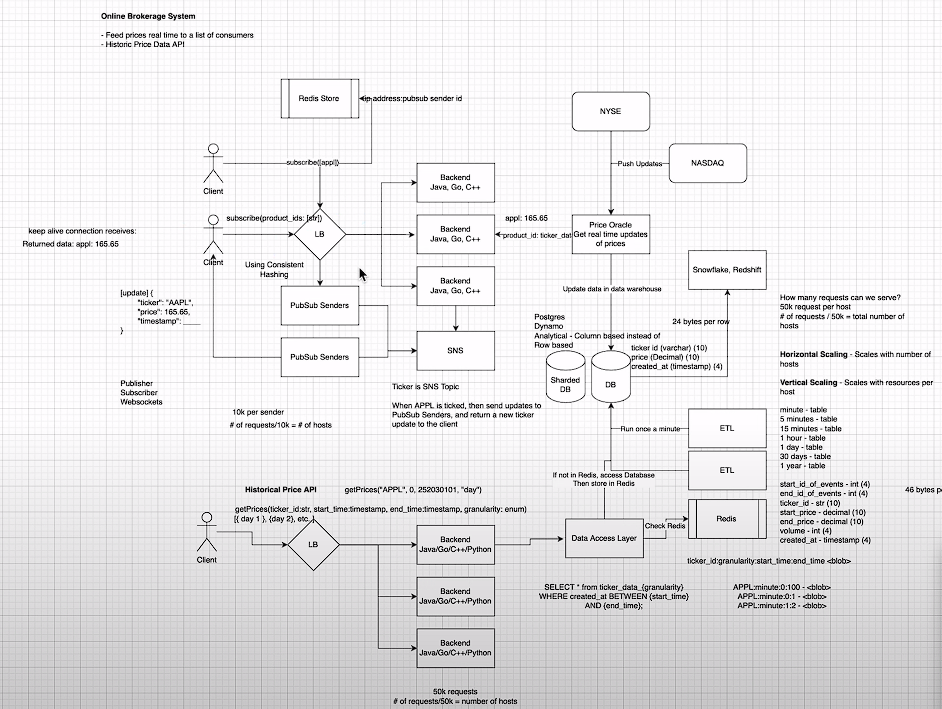 Online Brokerage System
- Feed prices real time to a list of consumers
- Historic Price Data API
Redis Store
ip address:pubsub sender id
NYSE
Push Updates
NASDAQ
Client
subscribe([appl])
Backend
Java, Go, C++
subscribe(product_ids: [str])
keep alive connection receives:
Returned data: appl: 165.65
Client
LB
Backend
Java, Go, C++
appl: 165.65
product_id: ticker_dat
Price Oracle
Get real time updates
of prices
Using Consistent
Hashing
Backend
Java, Go, C++
Snowflake, Redshift
Update data in data warehouse
[update] {
"ticker": "AAPL",
"price": 165.65,
"timestamp": ____
}
PubSub Senders
PubSub Senders
SNS
24 bytes per row
Postgres
Dynamo
Analytical - Column based instead of
Row based
ticker id (varchar) (10)
price (Decimal) (10)
created_at (timestamp) (4)
Sharded
DB
DB
How many requests can we serve?
50k request per host
# of requests / 50k = total number of
hosts
Horizontal Scaling - Scales with number of
hosts
Vertical Scaling - Scales with resources per
host
Publisher
Subscriber
Websockets
10k per sender
# of requests/10k = # of hosts
Ticker is SNS Topic
When APPL is ticked, then send updates to
PubSub Senders, and return a new ticker
update to the client
Run once a minute
ETL
ETL
minute - table
5 minutes - table
15 minutes - table
1 hour - table
1 day - table
30 days - table
1 year - table
start_id_of_events - int (4)
end_id_of_events - int (4)
ticker_id - str (10)
start_price - decimal (10)
end_price - decimal (10)
volume - int (4)
created_at - timestamp (4)
46 bytes pe
If not in Redis, access Database
Then store in Redis
Historical Price API
getPrices("APPL", 0, 252030101, "day")
getPrices(ticker_id:str, start_time:timestamp, end_time:timestamp, granularity: enum)
[{ day 1 }, {day 2}, etc..]
Client
LB
Backend
Java/Go/C++/Python
Data Access Layer
Check Redis
Redis
ticker_id:granularity:start_time:end_time <blob>
Backend
Java/Go/C++/Python
SELECT * from ticker_data_{granularity}
WHERE created_at BETWEEN {start_time}
AND {end_time};
APPL:minute:0:100 - <blob>
APPL:minute:0:1 - <blob>
APPL:minute:1:2 - <blob>
Backend
Java/Go/C++/Python
50k requests
# of requests/50k = number of hosts